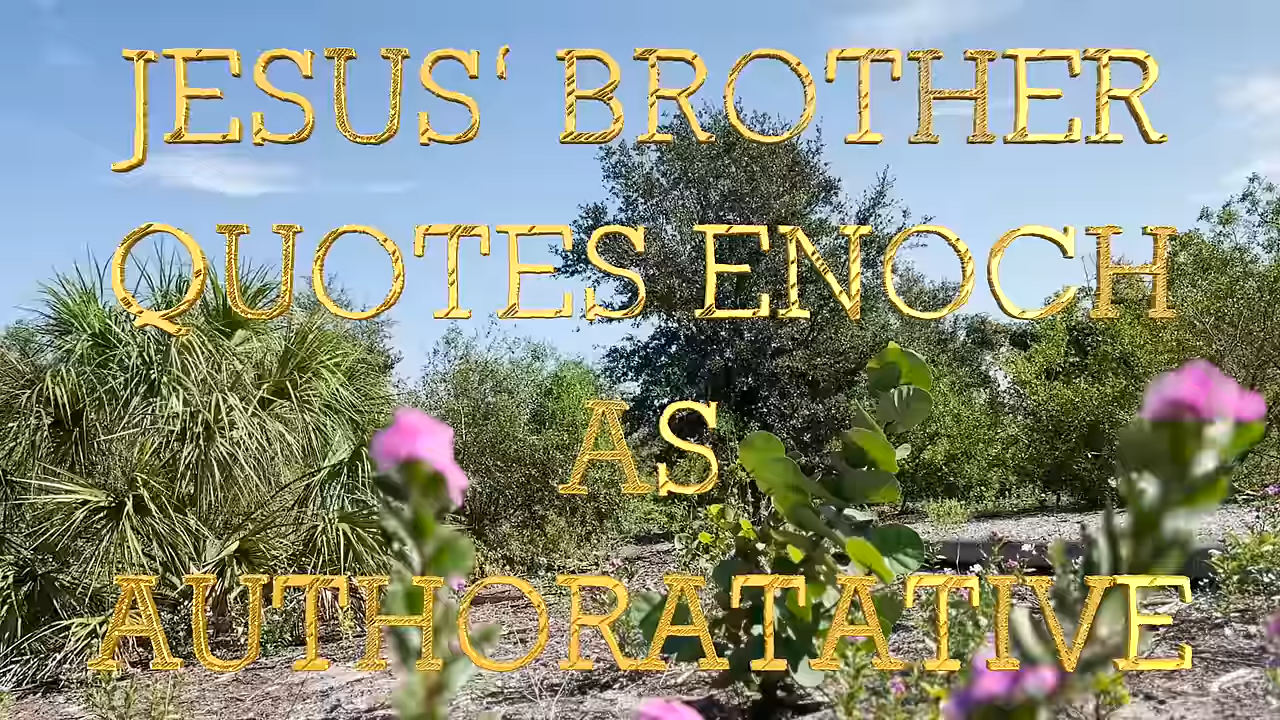 JESUS‘ BROTHER
QUOTES ENOCH
AS
AUTHORATATIVE